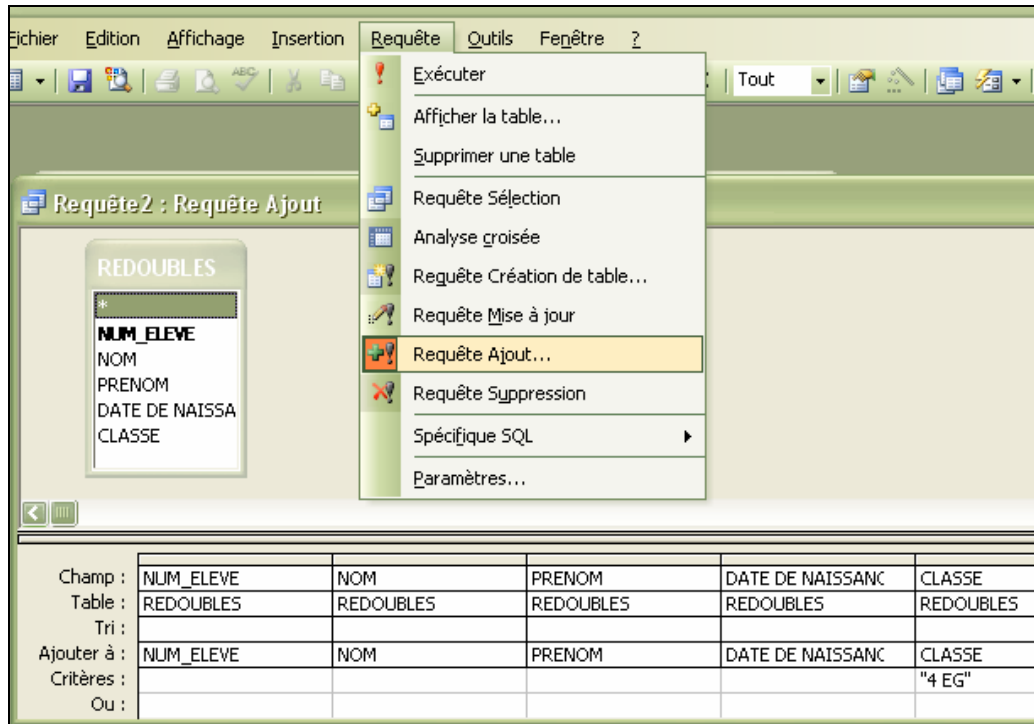 Fichier Edition Affichage Insertion Requête Outils Fenêtre ?
Tout
Exécuter
Afficher la table...
Supprimer une table
Requête Sélection
Analyse croisée
Requête Création de table...
Requête Mise à jour
Requête Ajout...
Requête Suppression
Spécifique SQL
Paramètres...
Requête2 : Requête Ajout
REDOUBLES
*
NUM_ELEVE
NOM
PRENOM
DATE DE NAISSA
CLASSE
Champ : NUM_ELEVE NOM PRENOM DATE DE NAISSANC CLASSE
Table : REDOUBLES REDOUBLES REDOUBLES REDOUBLES REDOUBLES
Tri :
Ajouter à : NUM_ELEVE NOM PRENOM DATE DE NAISSANC CLASSE
Critères : "4 EG"
Ou :